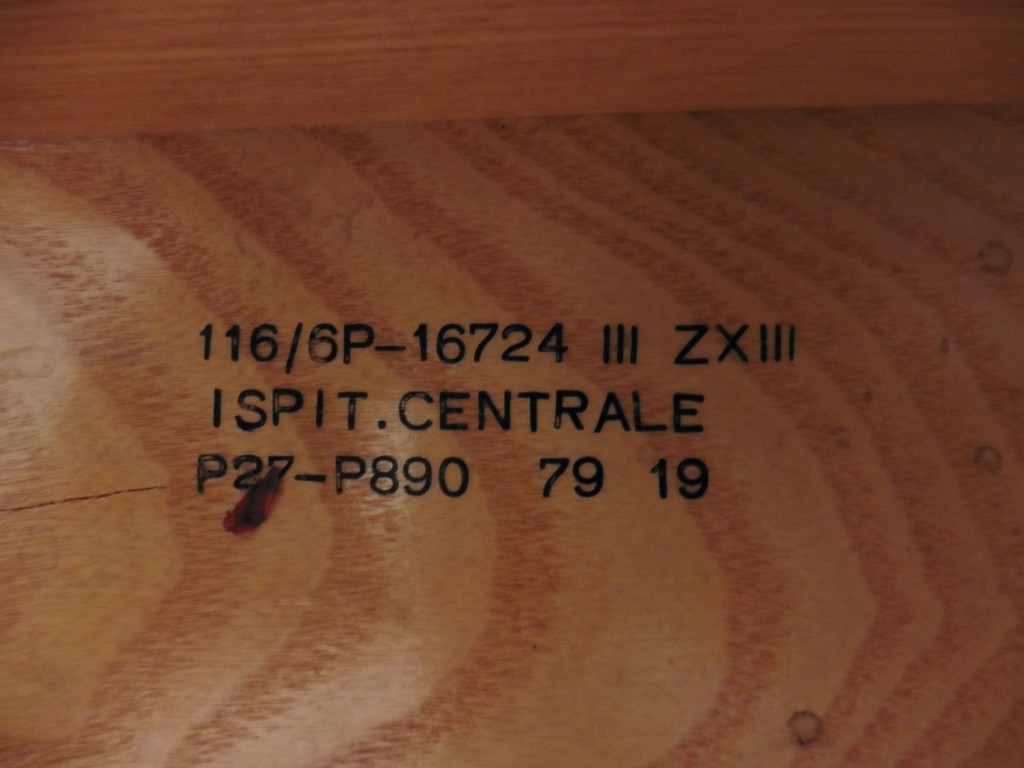 116/6P-16724 III ZXIII
ISPIT.CENTRALE
P27-P890 79 19